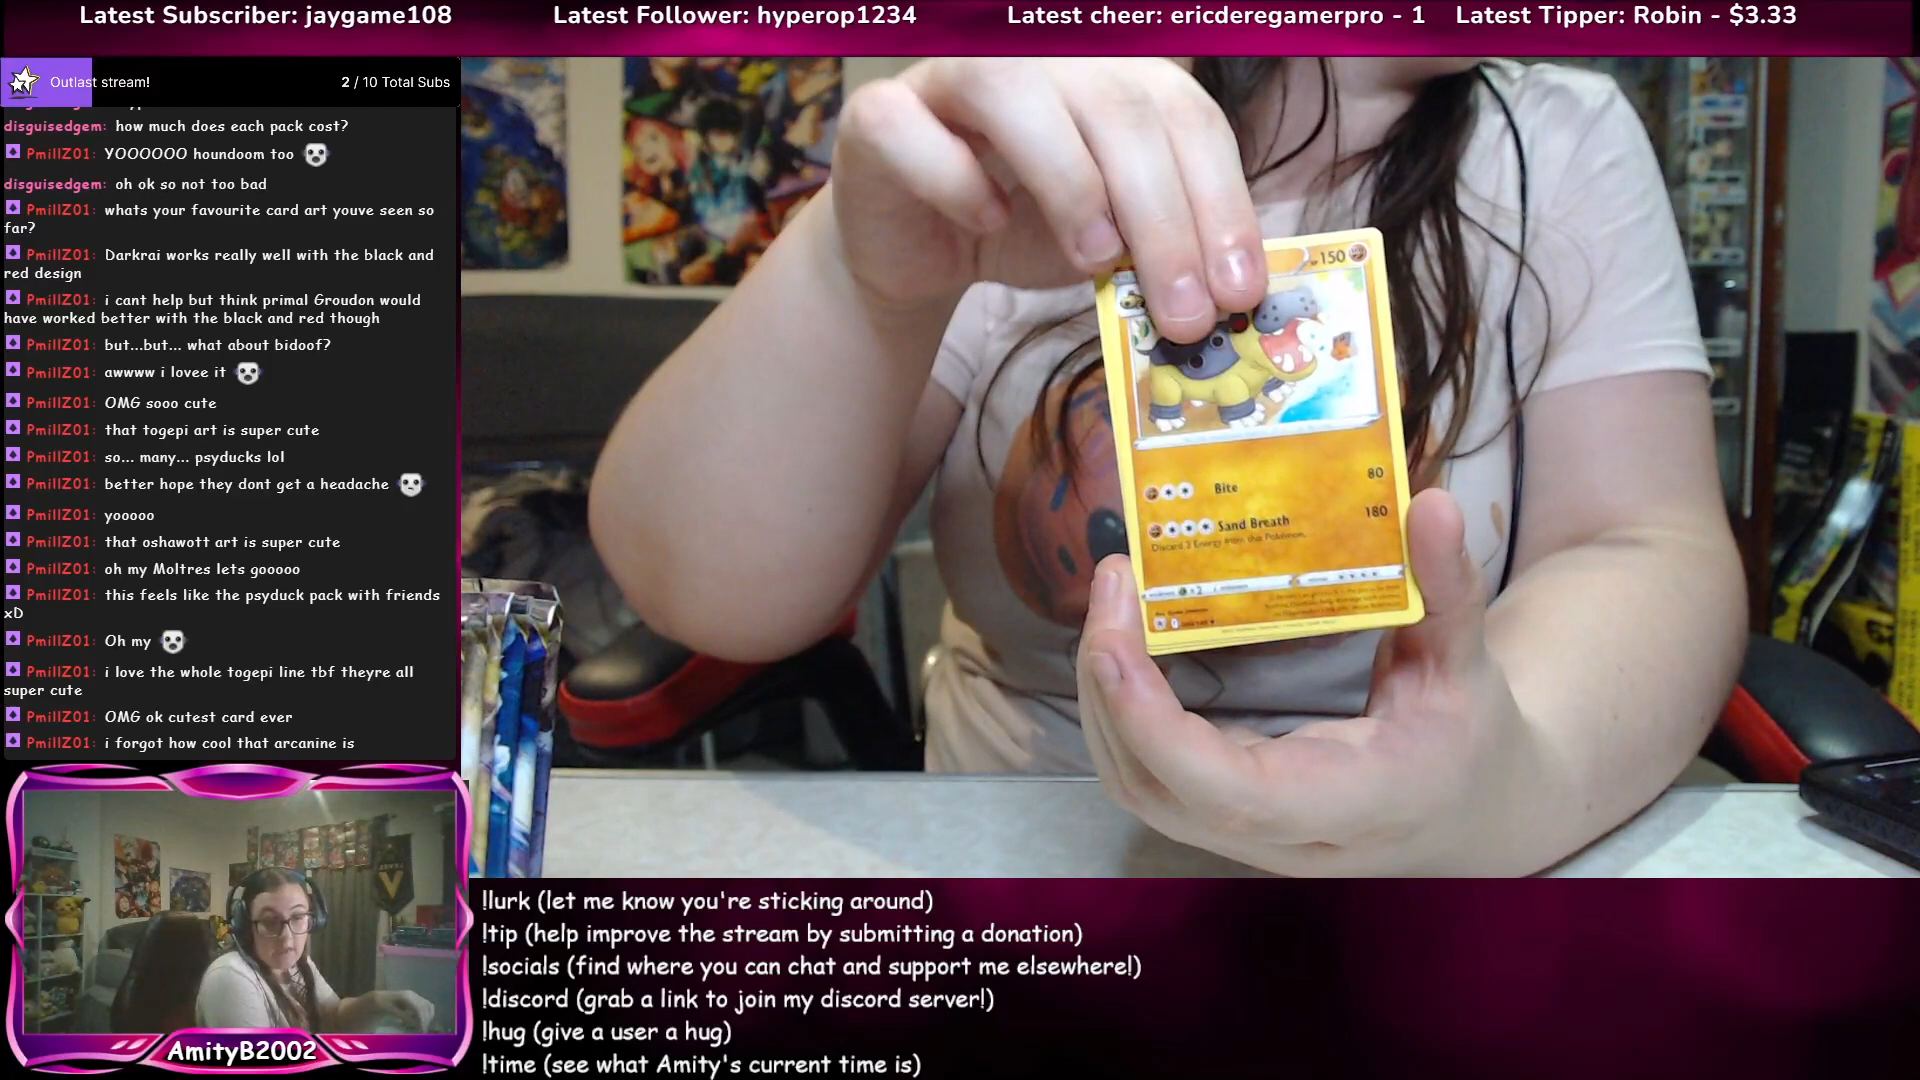 Latest Subscriber: jaygame108
Latest Follower: hyperop1234
Latest cheer: ericderegamerpro - 1
Latest Tipper: Robin - $3.33
Outlast stream!
2 / 10 Total Subs
disguisedgem: how much does each pack cost?
PmillZ01: YOOOOOO houndoom too
disguisedgem: oh ok so not too bad
PmillZ01: whats your favourite card art youve seen so
far?
PmillZ01: Darkrai works really well with the black and
red design
PmillZ01: i cant help but think primal Groudon would
have worked better with the black and red though
PmillZ01: but...but... what about bidoof?
PmillZ01: awwww i lovee it
PmillZ01: OMG sooo cute
PmillZ01: that togepi art is super cute
PmillZ01: so... many... psyducks lol
PmillZ01: better hope they dont get a headache
PmillZ01: yooooo
PmillZ01: that oshawott art is super cute
PmillZ01: oh my Moltres lets gooooo
PmillZ01: this feels like the psyduck pack with friends
xD
PmillZ01: Oh my
PmillZ01: i love the whole togepi line tbf theyre all
super cute
PmillZ01: OMG ok cutest card ever
PmillZ01: i forgot how cool that arcanine is
150
Bite 80
Sand Breath 180
Discard 3 Energy from this Pokémon.
x2
V
AmityB2002
!lurk (let me know you're sticking around)
!tip (help improve the stream by submitting a donation)
!socials (find where you can chat and support me elsewhere!)
!discord (grab a link to join my discord server!)
!hug (give a user a hug)
!time (see what Amity's current time is)